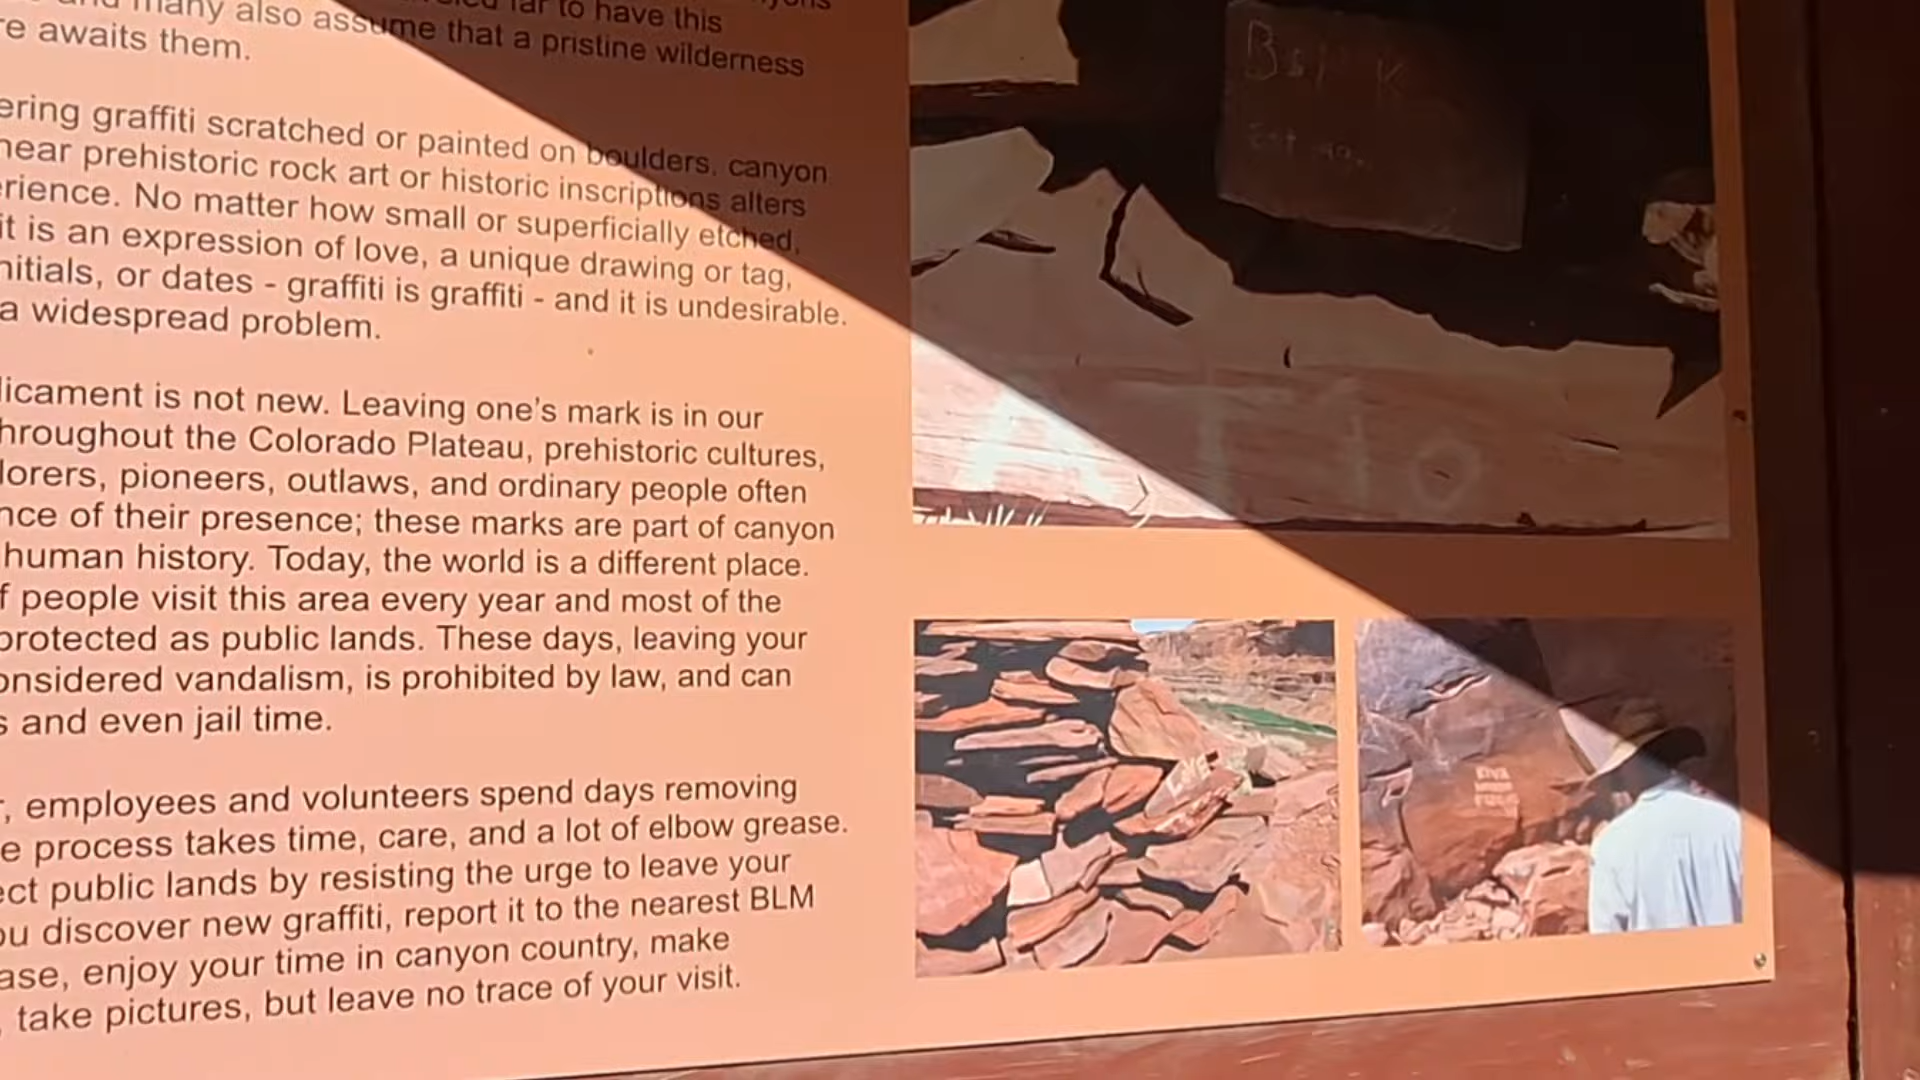 many also assume that a pristine wilderness
far to have this
re awaits them.
ering graffiti scratched or painted on boulders, canyon
near prehistoric rock art or historic inscriptions alters
erience. No matter how small or superficially etched,
it is an expression of love, a unique drawing or tag,
nitials, or dates - graffiti is graffiti - and it is undesirable.
a widespread problem.
licament is not new. Leaving one's mark is in our
hroughout the Colorado Plateau, prehistoric cultures,
lorers, pioneers, outlaws, and ordinary people often
nce of their presence; these marks are part of canyon
human history. Today, the world is a different place.
f people visit this area every year and most of the
protected as public lands. These days, leaving your
onsidered vandalism, is prohibited by law, and can
s and even jail time.
r, employees and volunteers spend days removing
e process takes time, care, and a lot of elbow grease.
ect public lands by resisting the urge to leave your
ou discover new graffiti, report it to the nearest BLM
ase, enjoy your time in canyon country, make
, take pictures, but leave no trace of your visit.